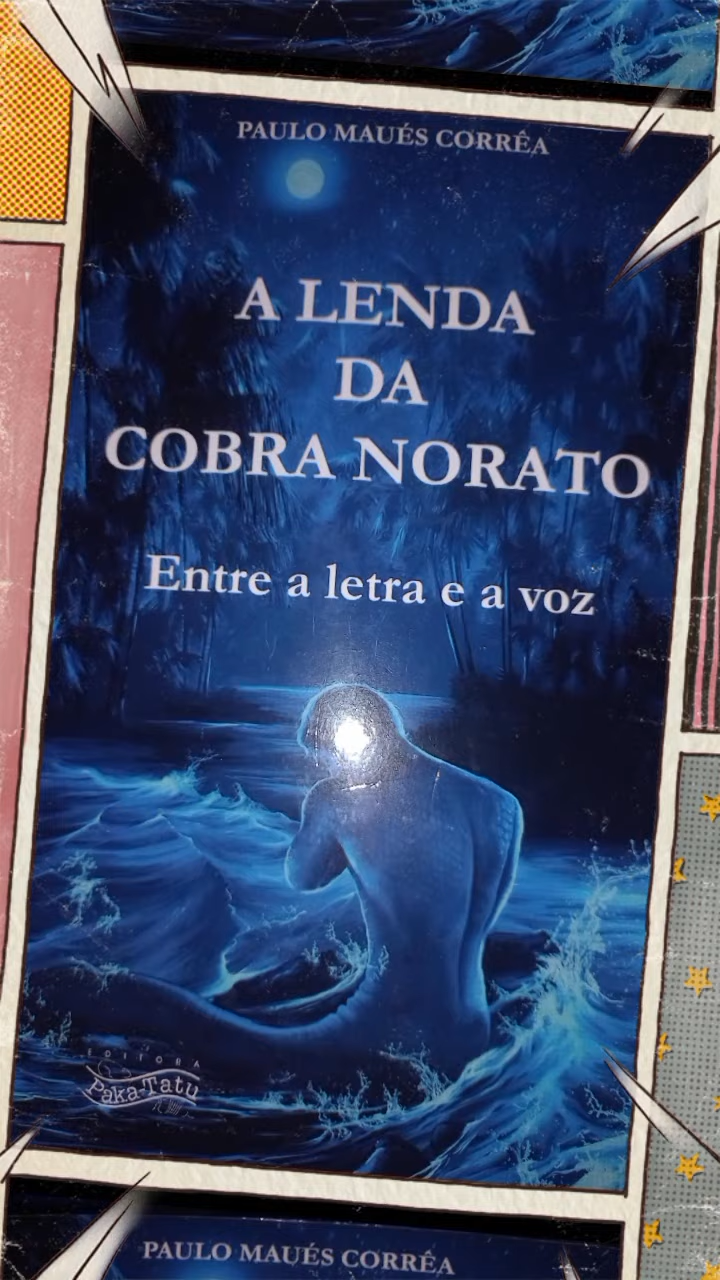 PAULO MAUÉS CORRÊA
A LENDA
DA
COBRA NORATO
Entre a letra e a voz
EDITORA
Paka-Tatu
PAULO MAUÉS CORRÊA